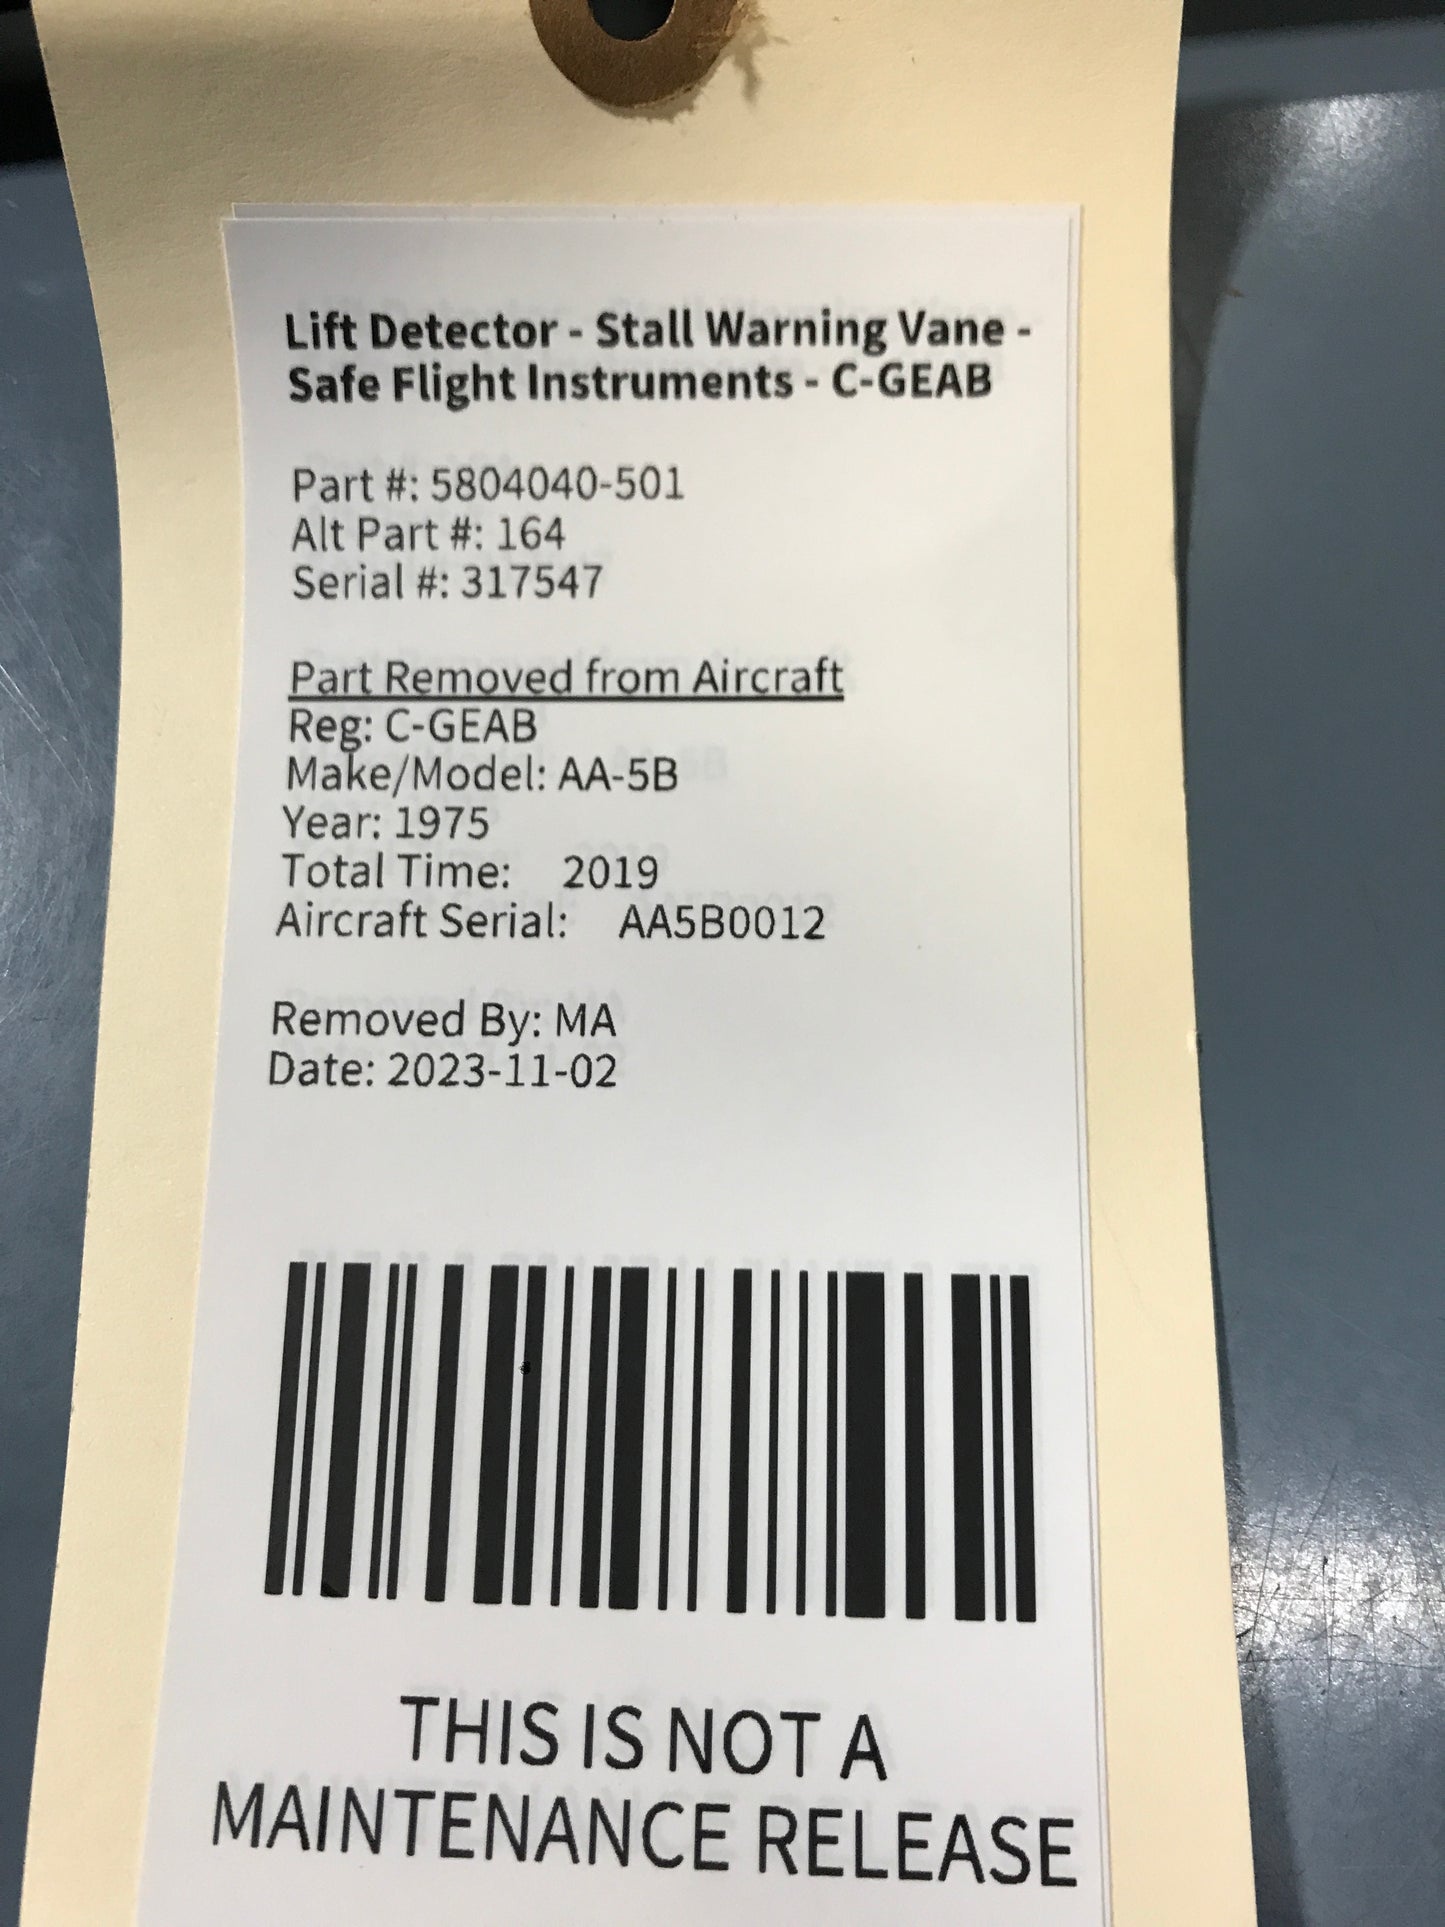 Lift Detector - Stall Warning Vane -
Safe Flight Instruments - C-GEAB
Part #: 5804040-501
Alt Part #: 164
Serial #: 317547
Part Removed from Aircraft
Reg: C-GEAB
Make/Model: AA-5B
Year: 1975
Total Time: 2019
Aircraft Serial: AA5B0012
Removed By: MA
Date: 2023-11-02
THIS IS NOT A
MAINTENANCE RELEASE